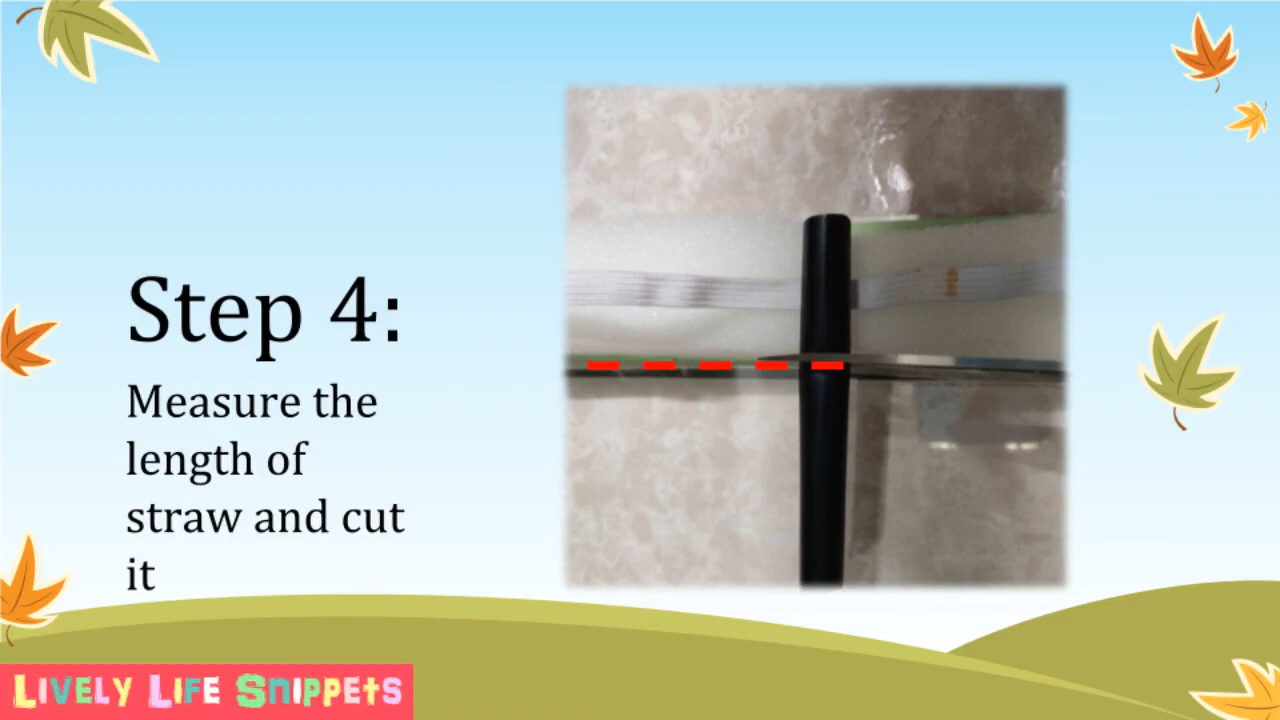 Step 4:
Measure the
length of
straw and cut
it
LIVELY LIFE SNIPPETS